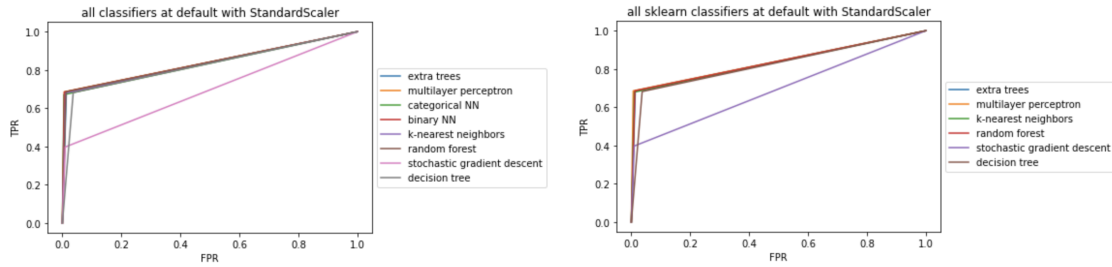 all classifiers at default with StandardScaler
TPR
1.0
0.8
0.6
0.4
0.2
0.0
0.0 0.2 0.4 0.6 0.8 1.0
FPR
extra trees
multilayer perceptron
categorical NN
binary NN
k-nearest neighbors
random forest
stochastic gradient descent
decision tree
all sklearn classifiers at default with StandardScaler
TPR
1.0
0.8
0.6
0.4
0.2
0.0
0.0 0.2 0.4 0.6 0.8 1.0
FPR
extra trees
multilayer perceptron
k-nearest neighbors
random forest
stochastic gradient descent
decision tree